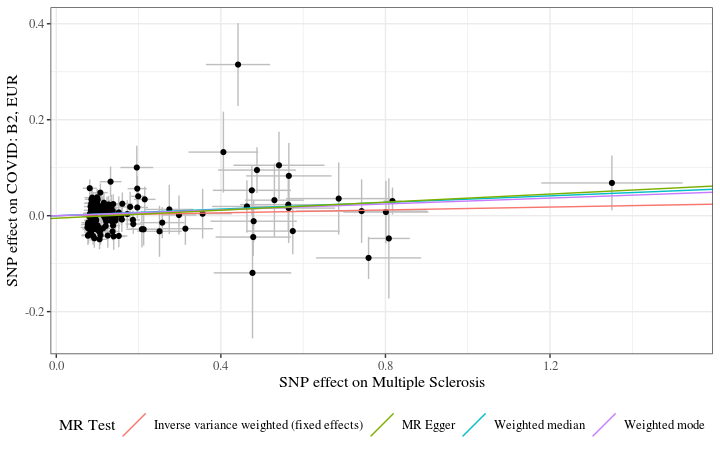 0.4
0.2
0.0
-0.2
SNP effect on COVID: B2, EUR
0.0 0.4 0.8 1.2
SNP effect on Multiple Sclerosis
MR Test Inverse variance weighted (fixed effects) MR Egger Weighted median Weighted mode